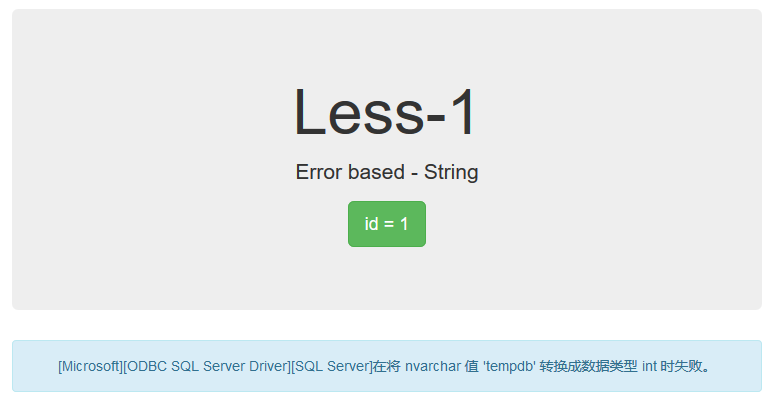 Less-1
Error based - String
id = 1
[Microsoft][ODBC SQL Server Driver][SQL Server]在将 nvarchar 值 'tempdb' 转换成数据类型 int 时失败。